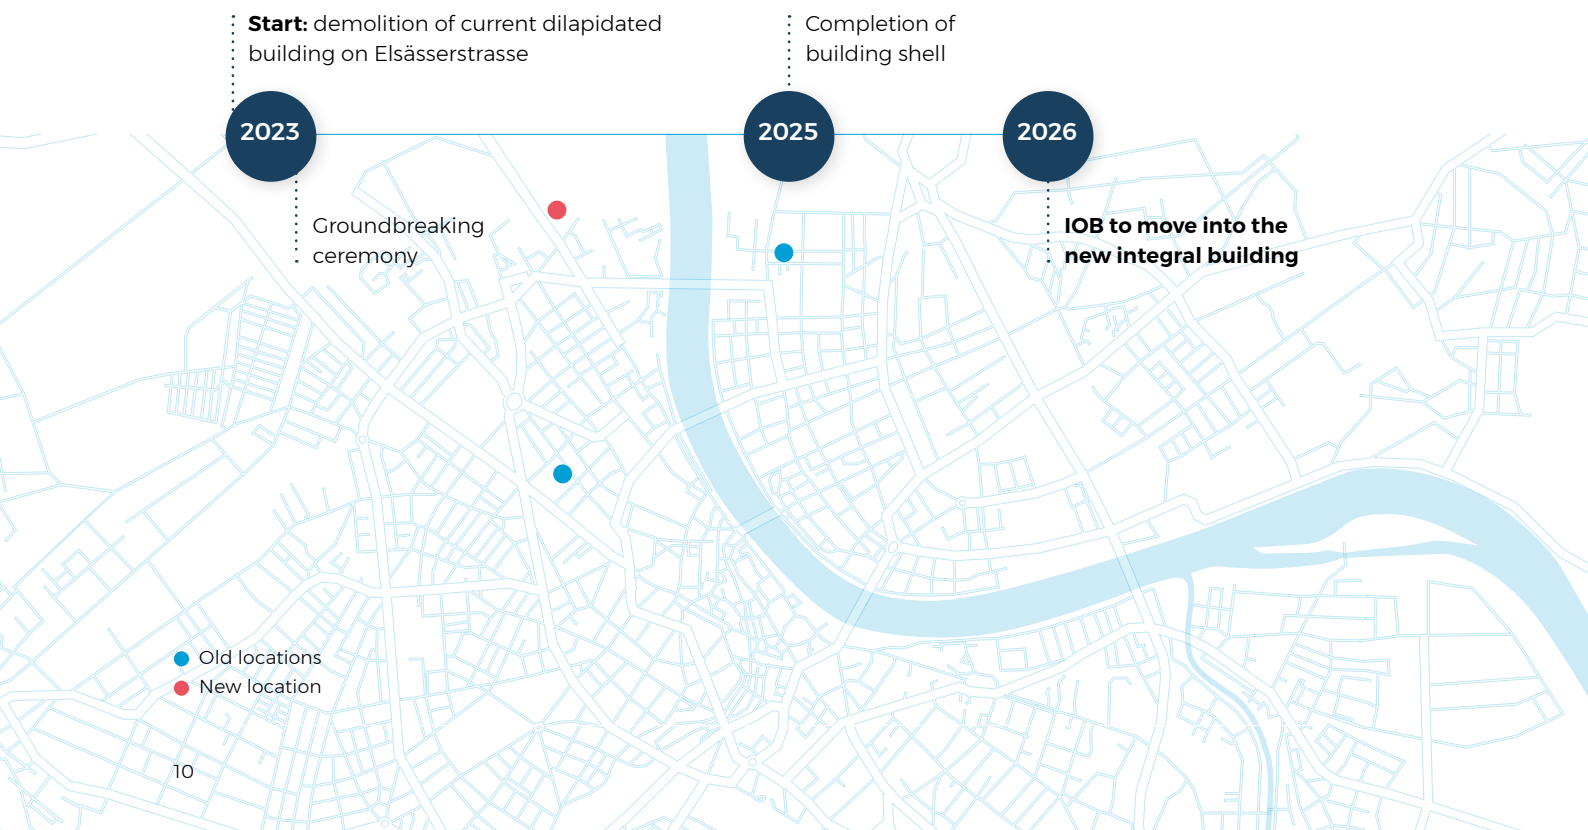 Start: demolition of current dilapidated
building on Elsässerstrasse
Completion of
building shell
2023
2025
2026
Groundbreaking
ceremony
IOB to move into the
new integral building
Old locations
New location
10